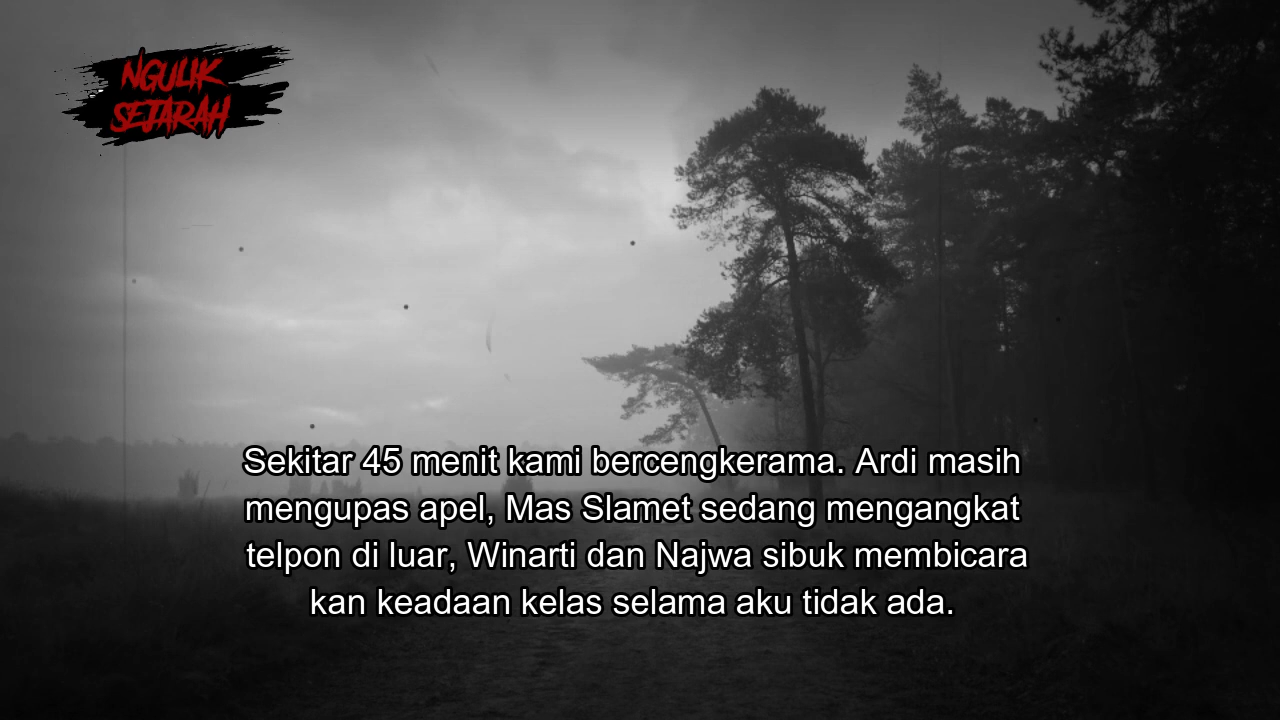 NGULIK
SEJARAH
Sekitar 45 menit kami bercengkerama. Ardi masih
mengupas apel, Mas Slamet sedang mengangkat
telpon di luar, Winarti dan Najwa sibuk membicara
kan keadaan kelas selama aku tidak ada.